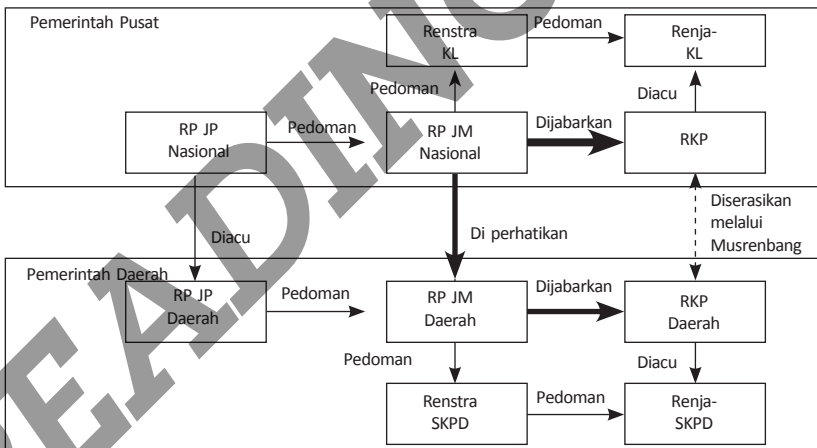 Pemerintah Pusat
Renstra
KL
Pedoman
Renja-
KL
Pedoman
Diacu
RP JP
Nasional
Pedoman
RP JM
Nasional
Dijabarkan
RKP
Diacu
Di perhatikan
Diserasikan
melalui
Musrenbang
Pemerintah Daerah
RP JP
Daerah
Pedoman
RP JM
Daerah
Dijabarkan
RKP
Daerah
Pedoman
Diacu
Renstra
SKPD
Pedoman
Renja-
SKPD
EADING